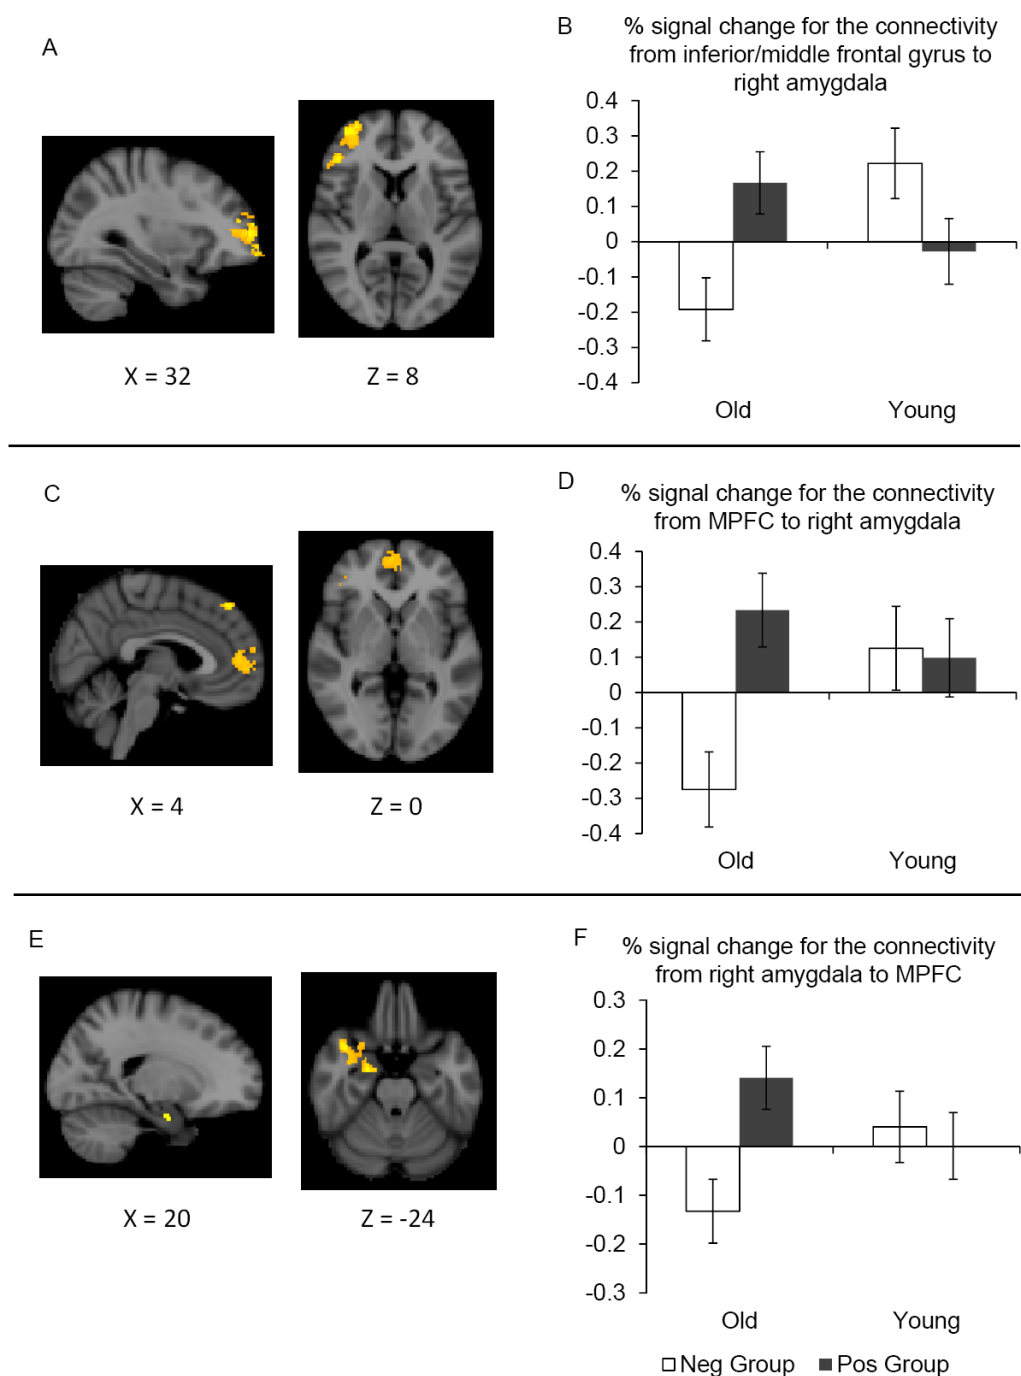 A
X = 32
Z = 8
B
% signal change for the connectivity
from inferior/middle frontal gyrus to
right amygdala
0.4
0.3
0.2
0.1
0
-0.1
-0.2
-0.3
-0.4
Old Young
C
X = 4
Z = 0
D
% signal change for the connectivity
from MPFC to right amygdala
0.4
0.3
0.2
0.1
0
-0.1
-0.2
-0.3
-0.4
Old Young
E
X = 20
Z = -24
F
% signal change for the connectivity
from right amygdala to MPFC
0.3
0.2
0.1
0
-0.1
-0.2
-0.3
Old Young
Neg Group Pos Group